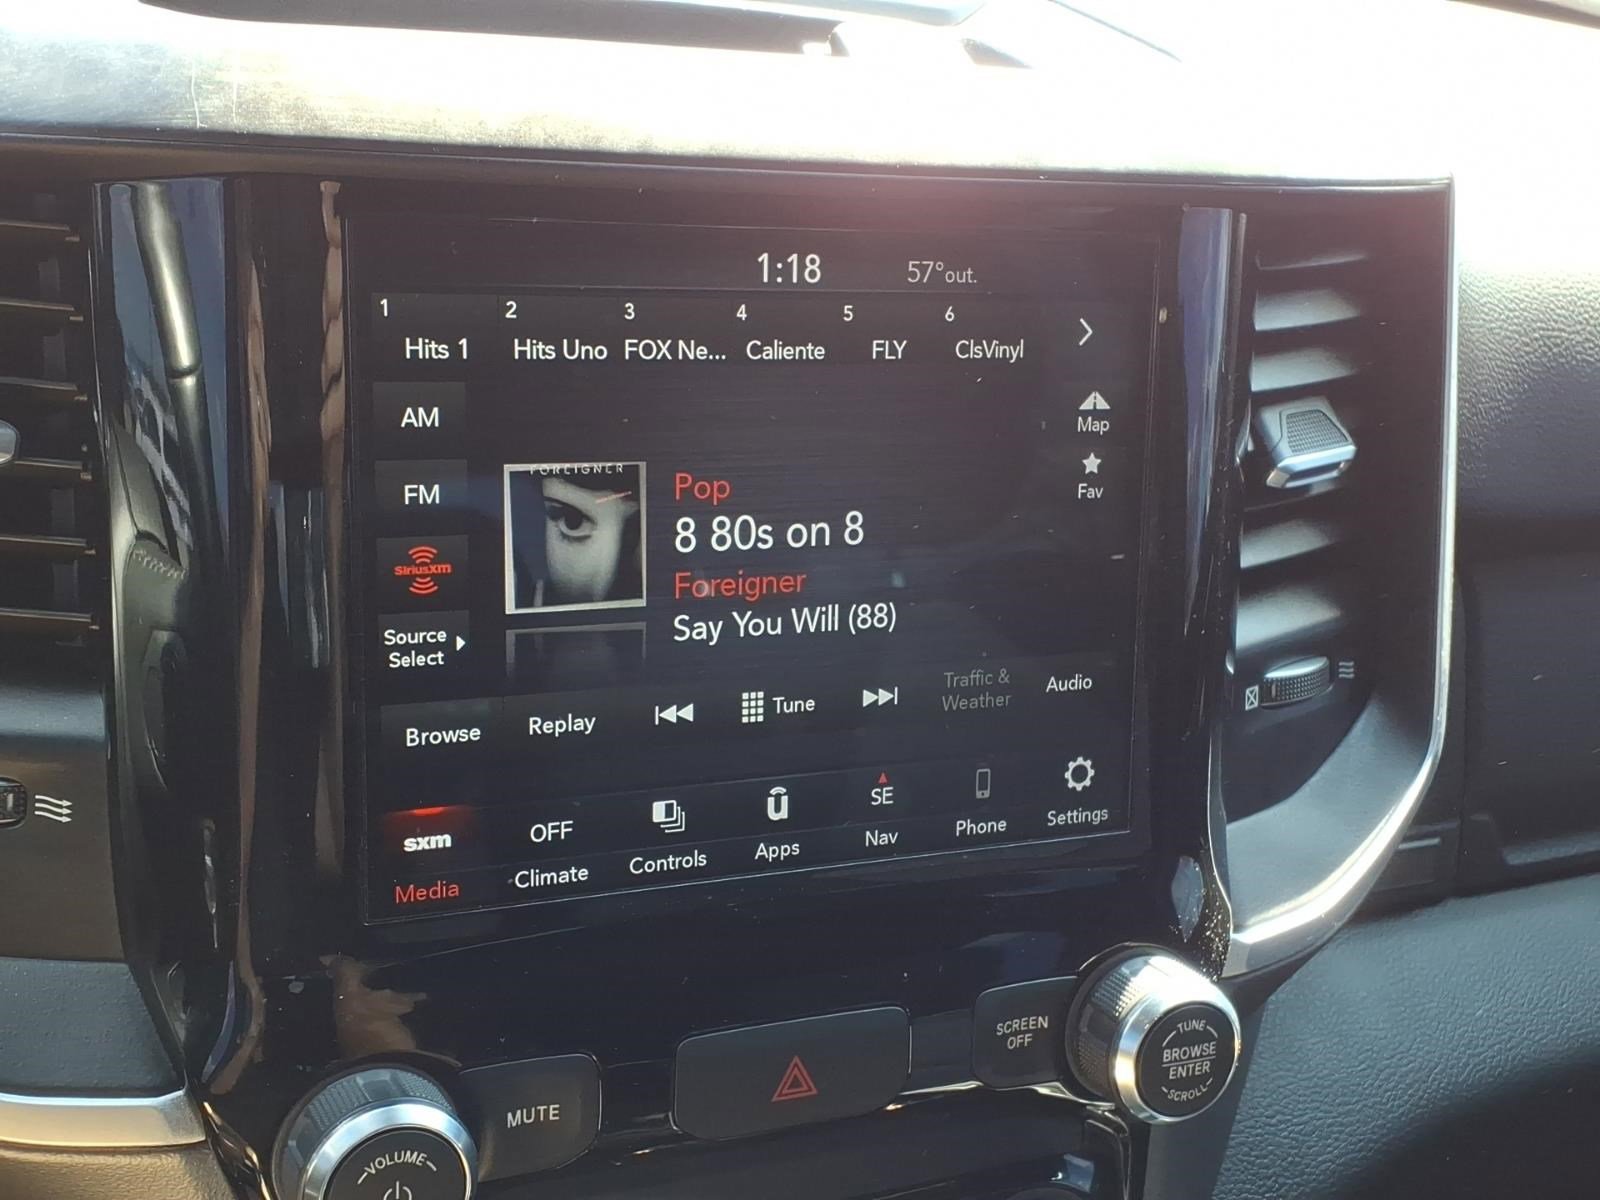 1:18
57°out.
1 Hits 1
2 Hits Uno
3 FOX Ne...
4 Caliente
5 FLY
6 ClsVinyl
AM
FM
SiriusXM
Source
Select
Map
Fav
FOREIGNER
Pop
8 80s on 8
Foreigner
Say You Will (88)
Browse
Replay
Tune
Traffic &
Weather
Audio
sxm
Media
OFF
Climate
Controls
Apps
SE
Nav
Phone
Settings
VOLUME
MUTE
SCREEN
OFF
TUNE
BROWSE
ENTER
SCROLL